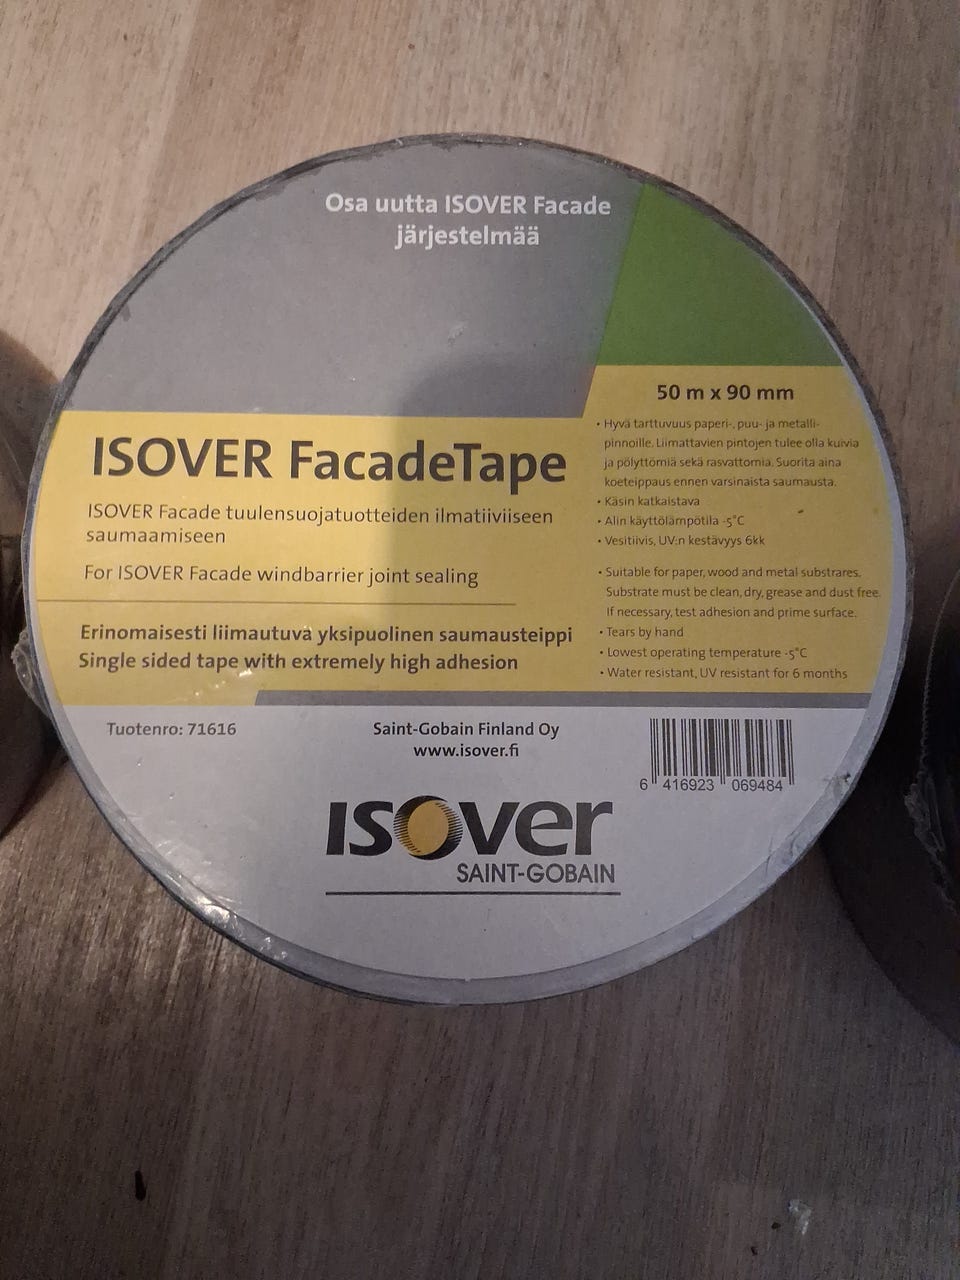 Osa uutta ISOVER Facade
järjestelmää
50 m x 90 mm
ISOVER FacadeTape
ISOVER Facade tuulensuojatuotteiden ilmatiiviiseen
saumaamiseen
For ISOVER Facade windbarrier joint sealing
Erinomaisesti liimautuva yksipuolinen saumausteippi
Single sided tape with extremely high adhesion
• Hyvä tarttuvuus paperi-, puu- ja metalli-
pinnoille. Liimattavien pintojen tulee olla kuivia
ja pölyttömiä sekä rasvattomia. Suorita aina
koeteippaus ennen varsinaista saumausta.
• Käsin katkaistava
• Alin käyttölämpötila -5°C
• Vesitiivis, UV:n kestävyys 6kk
• Suitable for paper, wood and metal substrares.
Substrate must be clean, dry, grease and dust free.
If necessary, test adhesion and prime surface.
• Tears by hand
• Lowest operating temperature -5°C
• Water resistant, UV resistant for 6 months
Tuotenro: 71616
Saint-Gobain Finland Oy
www.isover.fi
6 416923 069484
isover
SAINT-GOBAIN